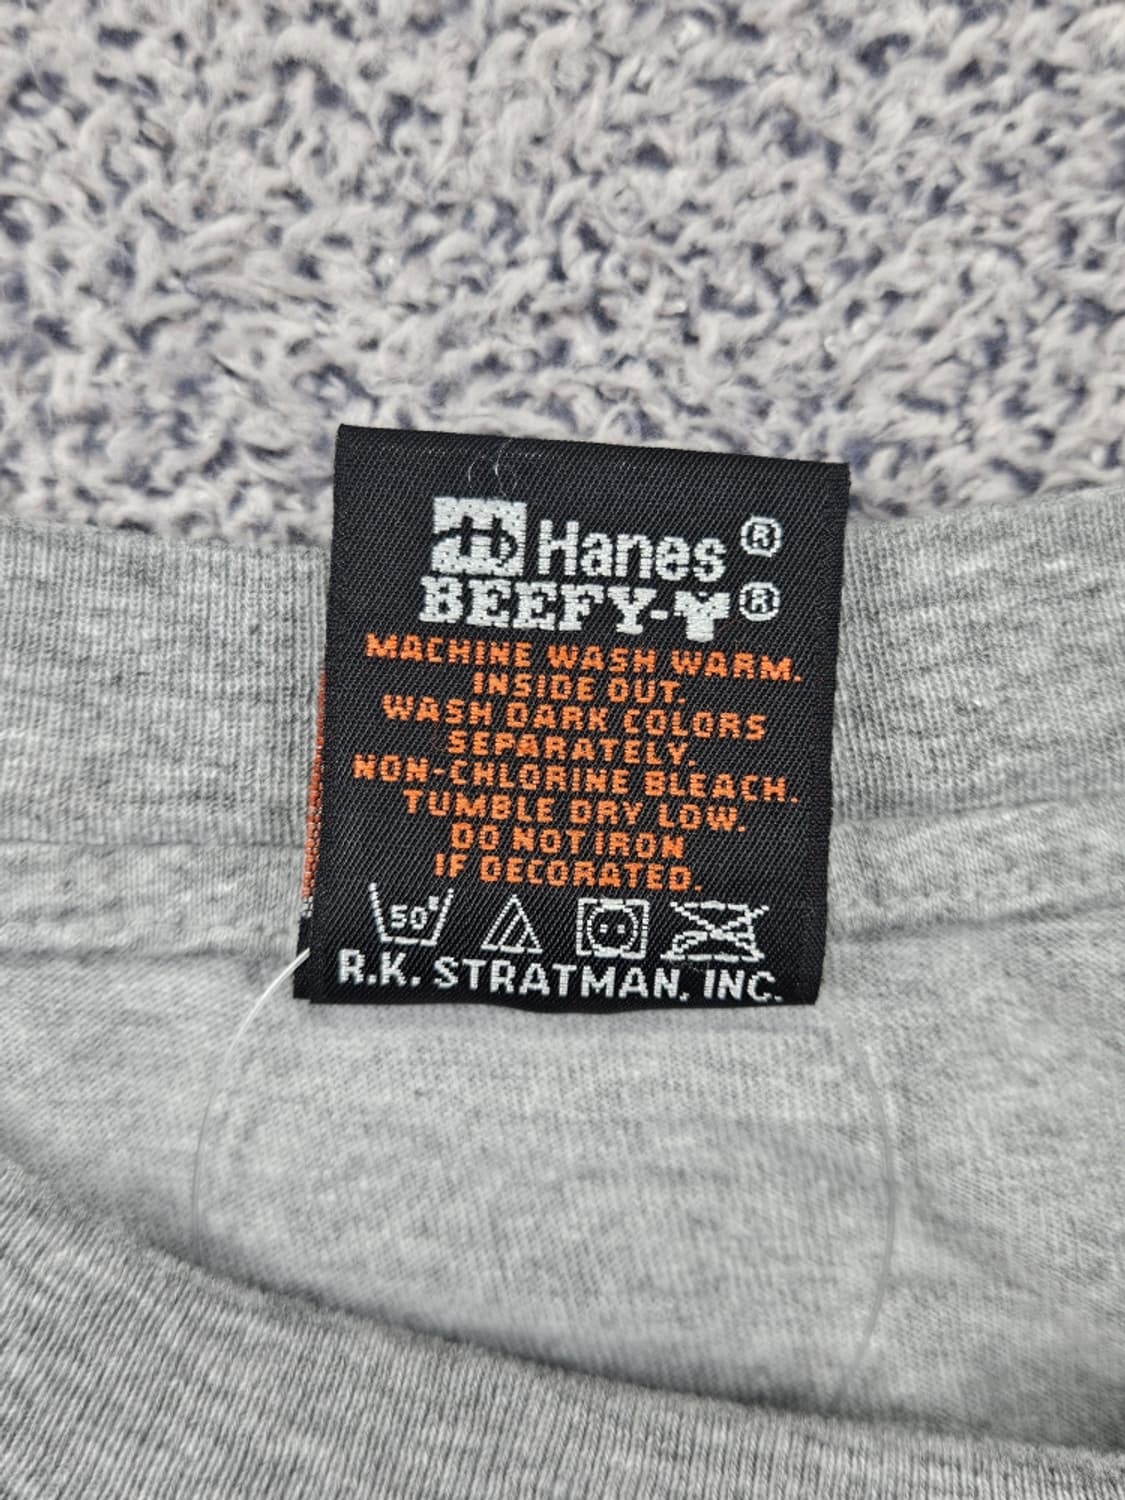 Hanes®
BEEFY-T®
MACHINE WASH WARM.
INSIDE OUT.
WASH DARK COLORS
SEPARATELY.
NON-CHLORINE BLEACH.
TUMBLE DRY LOW.
DO NOT IRON
IF DECORATED.
50°
R.K. STRATMAN, INC.